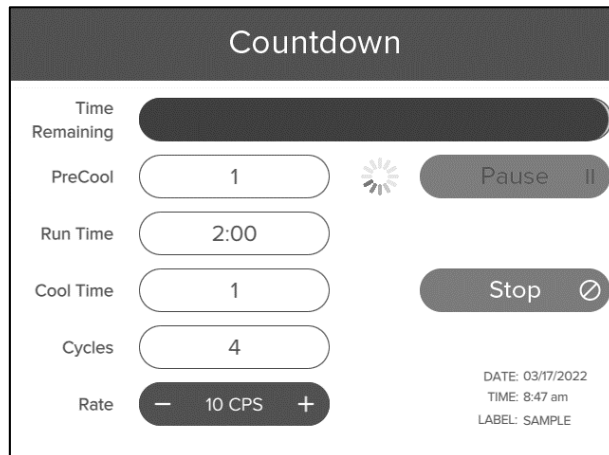 Countdown
Time
Remaining
PreCool 1 Pause
Run Time 2:00
Cool Time 1 Stop
Cycles 4
Rate − 10 CPS +
DATE: 03/17/2022
TIME: 8:47 am
LABEL: SAMPLE